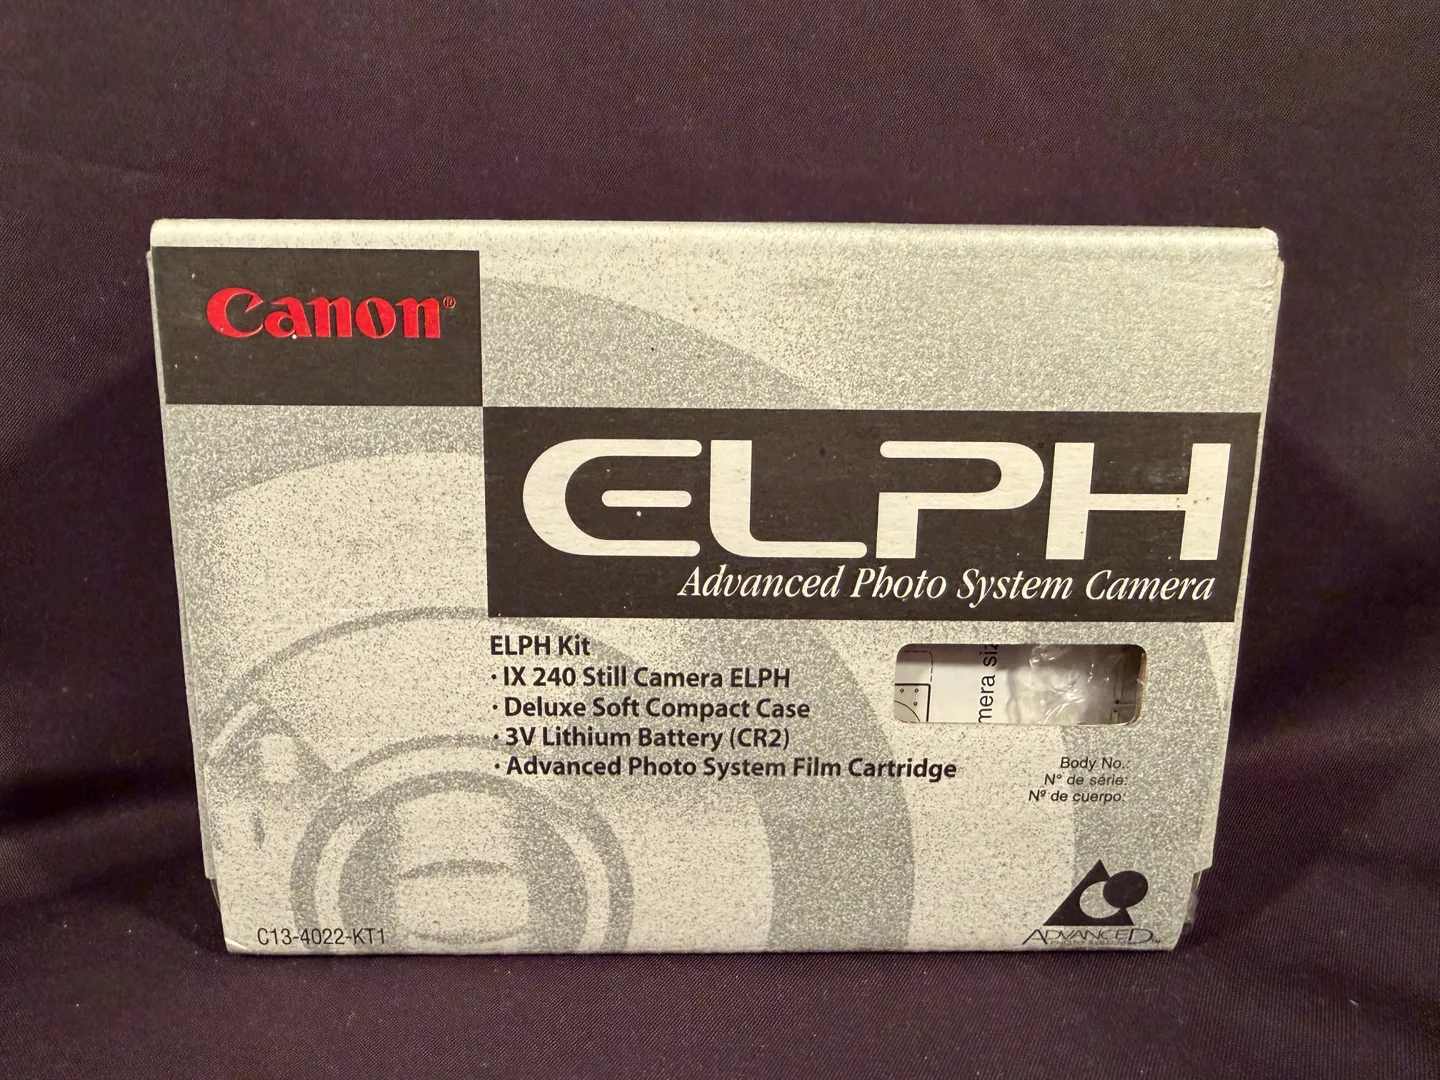 Canon®
ELPH
Advanced Photo System Camera
ELPH Kit
· IX 240 Still Camera ELPH
· Deluxe Soft Compact Case
· 3V Lithium Battery (CR2)
· Advanced Photo System Film Cartridge
mera siz
Body No.:
N° de série:
Nº de cuerpo:
C13-4022-KT1
ADVANCED